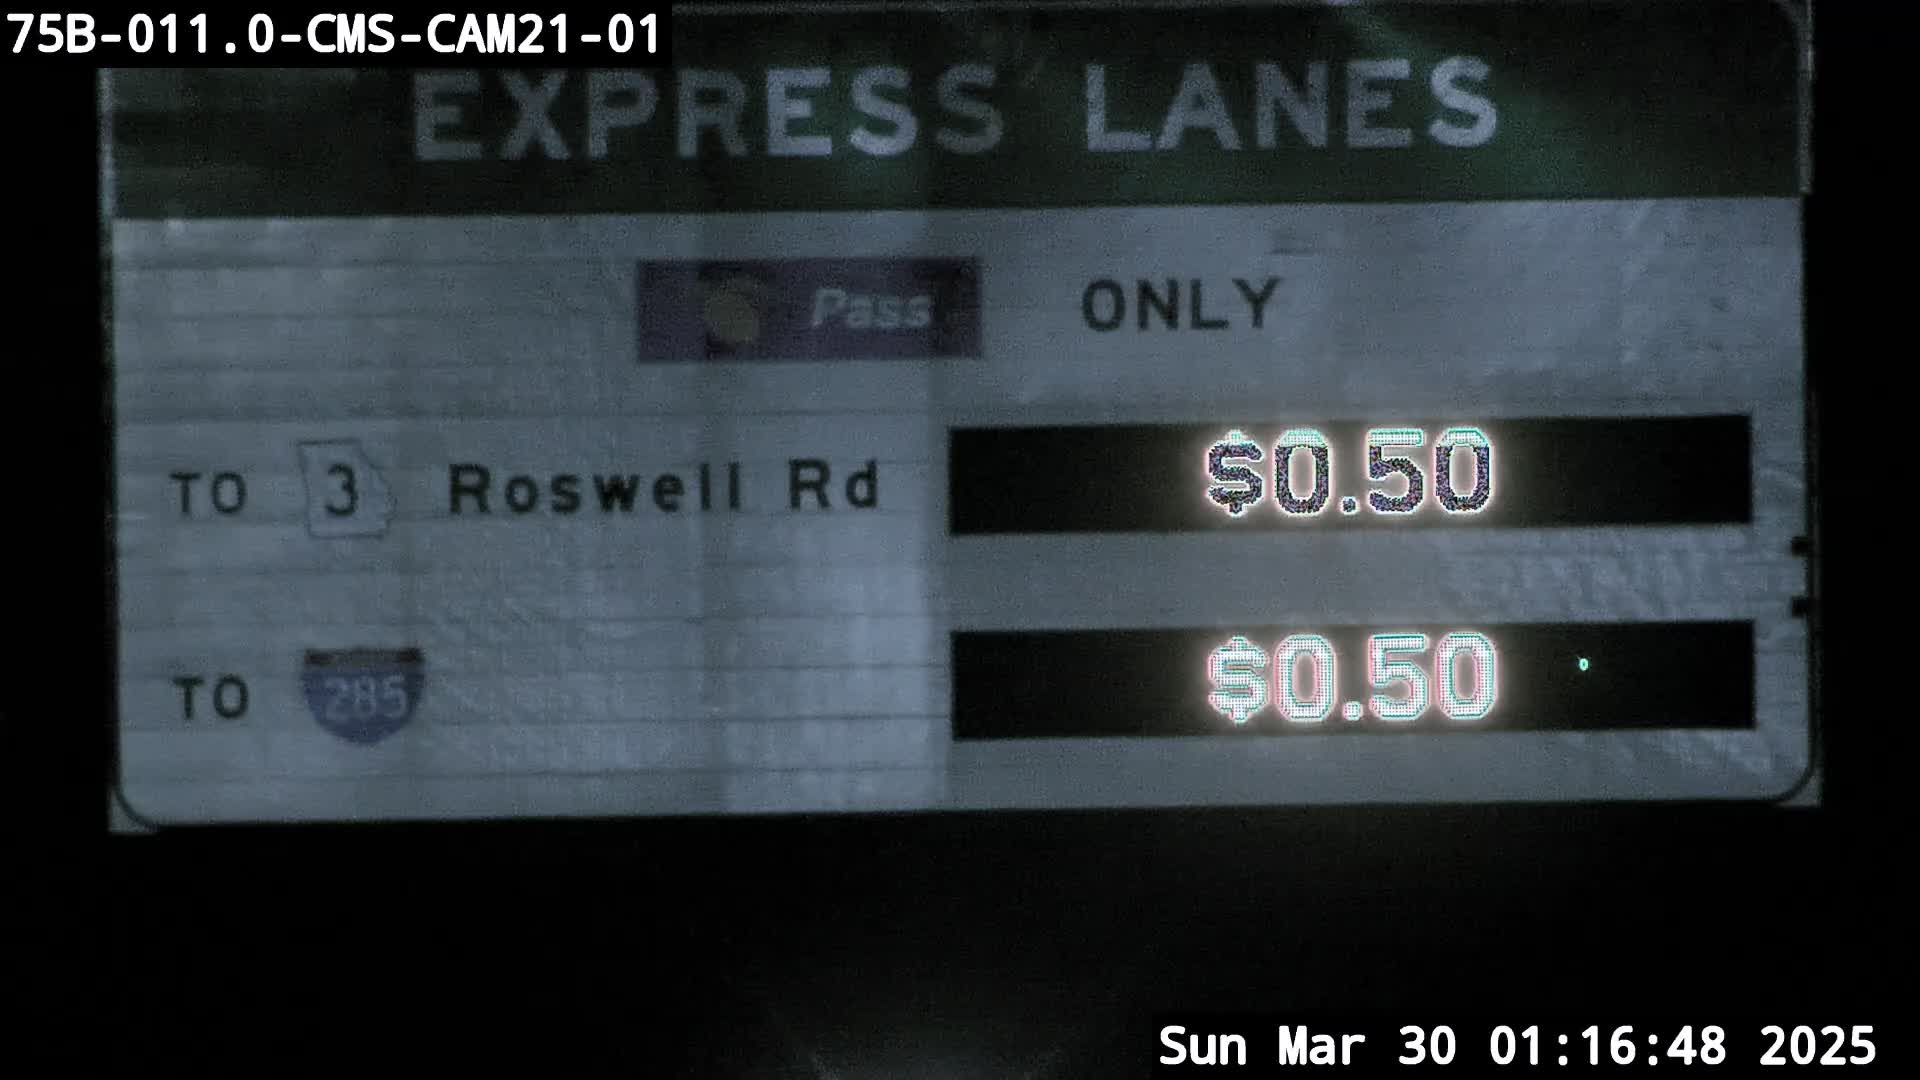 75B-011.0-CMS-CAM21-01
EXPRESS LANES
Pass ONLY
TO 3 Roswell Rd $0.50
TO 285 $0.50
Sun Mar 30 01:16:48 2025